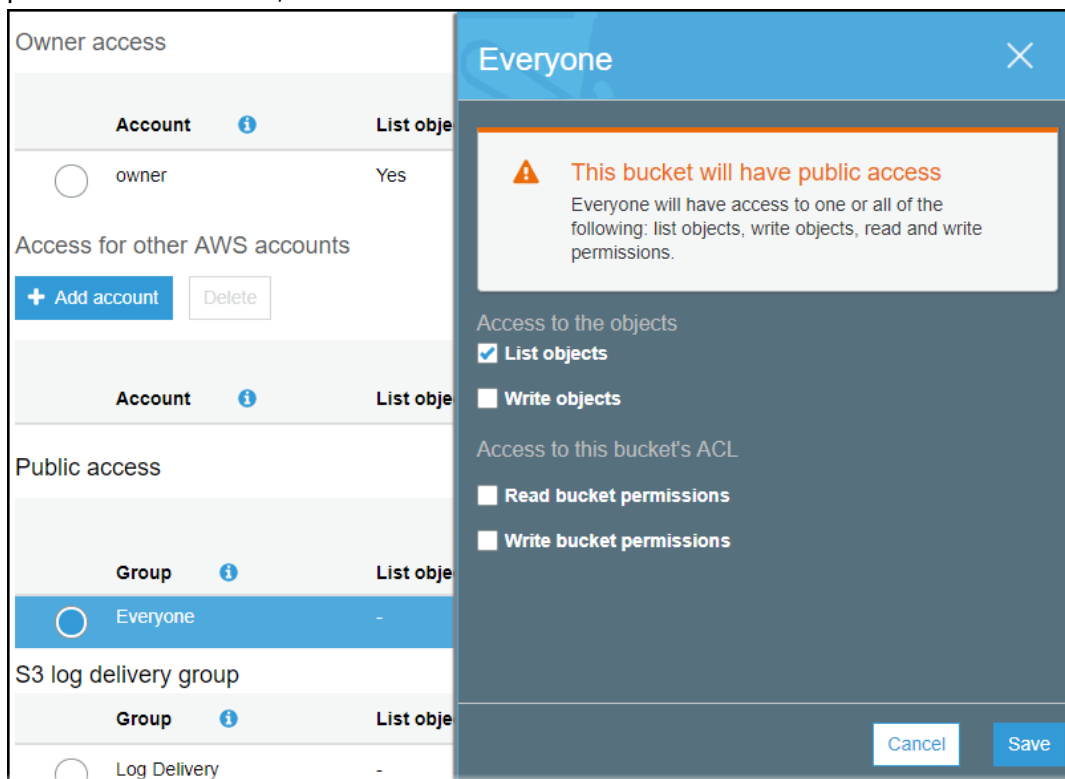 Owner access
Account
List obje
owner
Yes
Access for other AWS accounts
Add account
Delete
Account
List obje
Public access
Group
List obje
Everyone
-
S3 log delivery group
Group
List obje
Log Delivery
-
Everyone
This bucket will have public access
Everyone will have access to one or all of the
following: list objects, write objects, read and write
permissions.
Access to the objects
List objects
Write objects
Access to this bucket's ACL
Read bucket permissions
Write bucket permissions
Cancel
Save